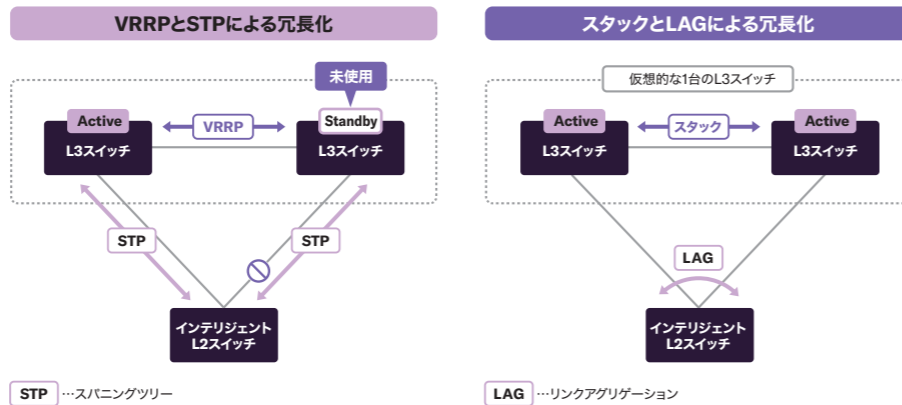 VRRPとSTPによる冗長化
未使用
Active
VRRP
Standby
L3スイッチ
L3スイッチ
STP
STP
インテリジェント
L2スイッチ
STP …スパニングツリー
スタックとLAGによる冗長化
仮想的な1台のL3スイッチ
Active
スタック
Active
L3スイッチ
L3スイッチ
LAG
インテリジェント
L2スイッチ
LAG …リンクアグリゲーション